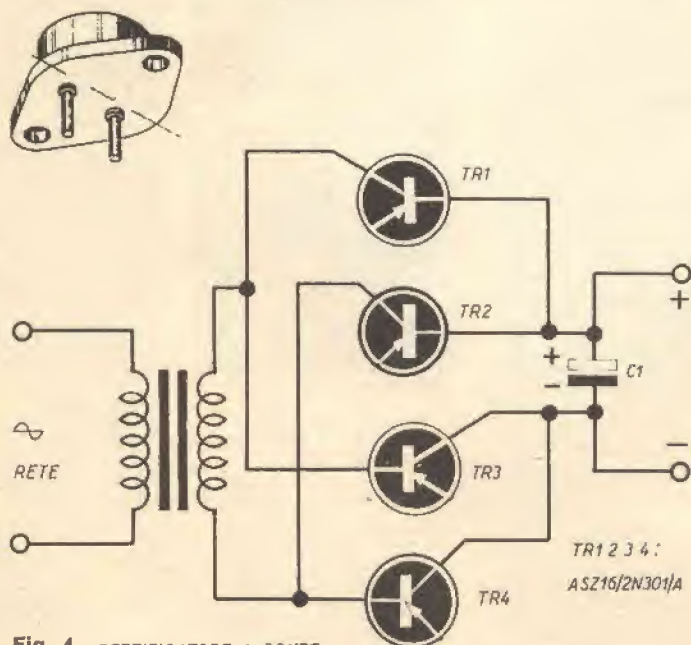 TR1
TR2
+
+
-
C1
RETE
TR3
-
TR1 2 3 4 :
ASZ16/2N301/A
TR4
Fig. 4